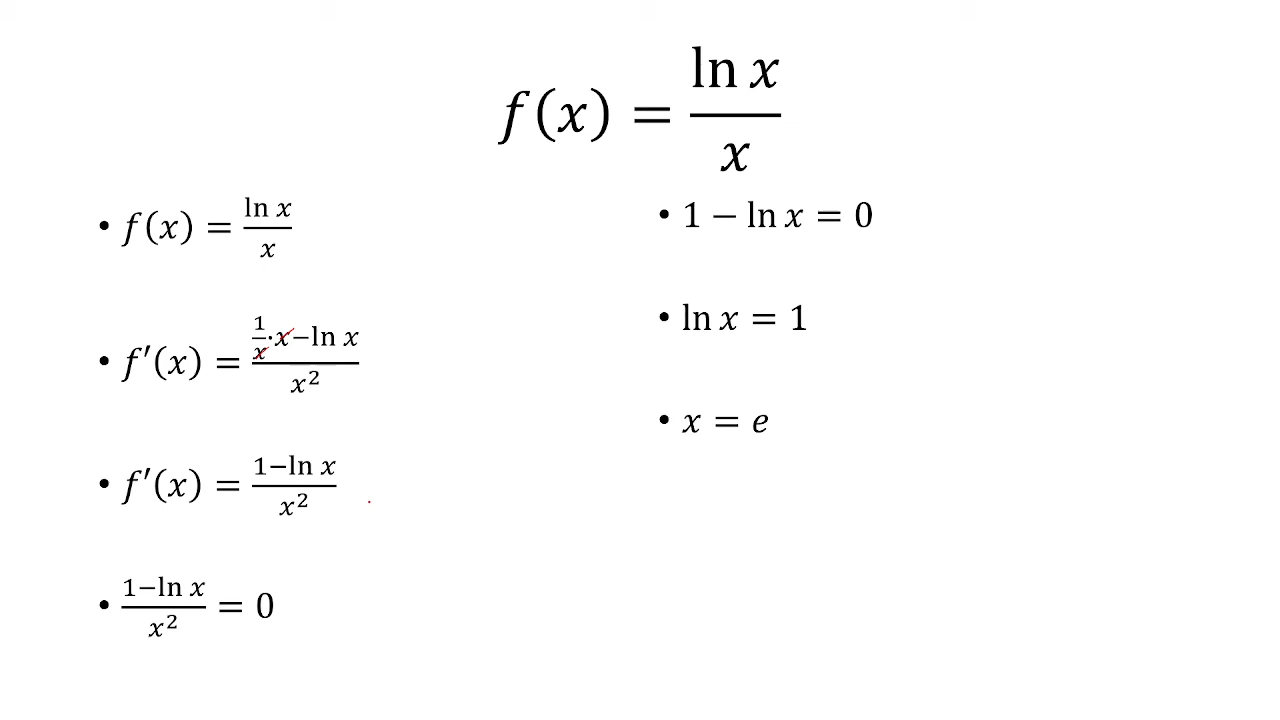 f(x) = ln x / x
• f(x) = ln x / x
• f′(x) = (1/x · x − ln x) / x²
• f′(x) = (1 − ln x) / x²
• (1 − ln x) / x² = 0
• 1 − ln x = 0
• ln x = 1
• x = e